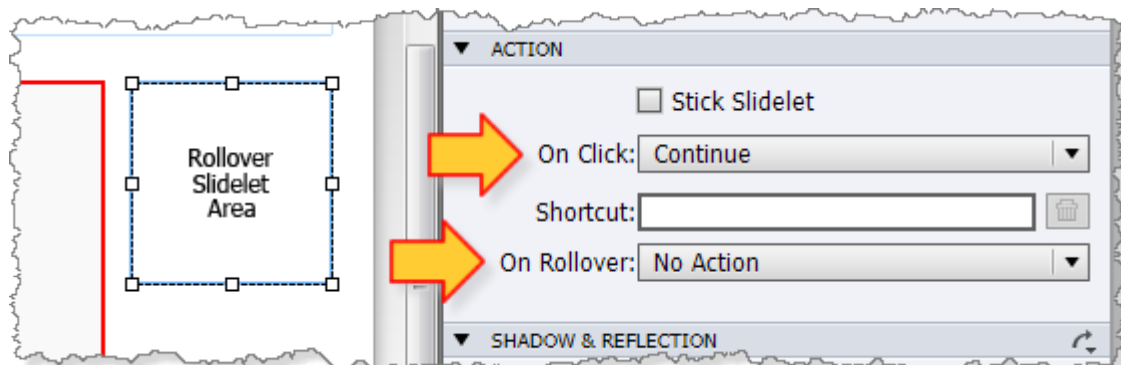 ACTION
Stick Slidelet
On Click: Continue
Rollover
Slidelet
Area
Shortcut:
On Rollover: No Action
SHADOW & REFLECTION